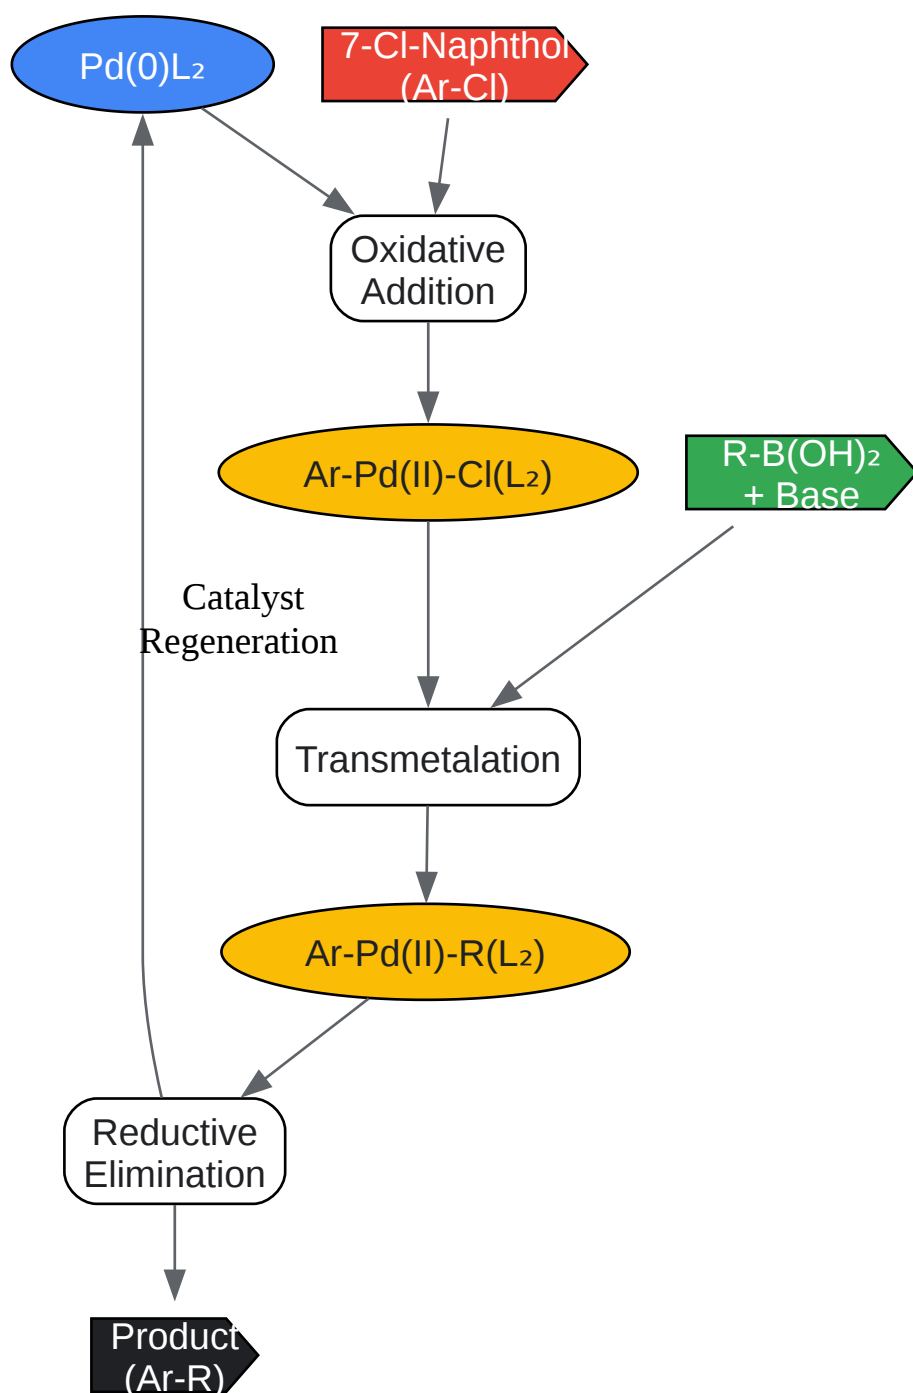 Pd(0)L₂
7-Cl-Naphthol
(Ar-Cl)
Oxidative
Addition
Ar-Pd(II)-Cl(L₂)
R-B(OH)₂
+ Base
Catalyst
Regeneration
Transmetalation
Ar-Pd(II)-R(L₂)
Reductive
Elimination
Product
(Ar-R)